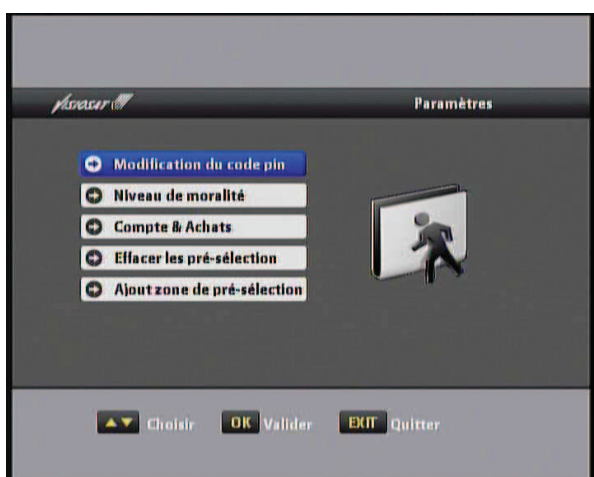 VISIOSAT
Paramètres
Modification du code pin
Niveau de moralité
Compte & Achats
Effacer les pré-sélection
Ajout zone de pré-sélection
Choisir OK Valider EXIT Quitter